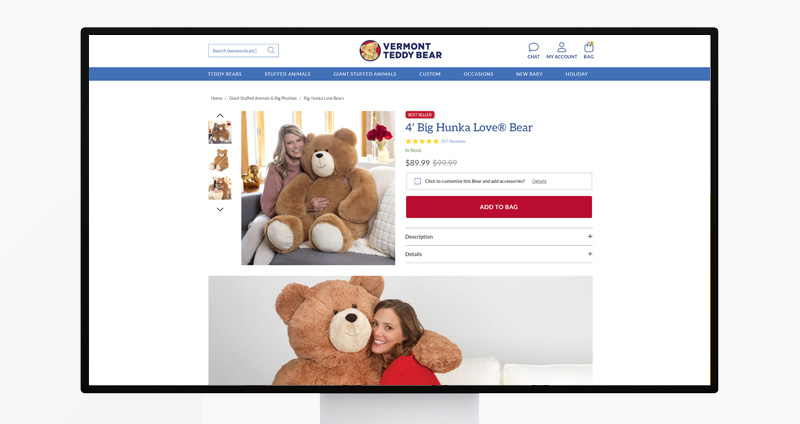 Search (keywords,etc)
VERMONT
TEDDY BEAR
CHAT
MY ACCOUNT
BAG
TEDDY BEARS
STUFFED ANIMALS
GIANT STUFFED ANIMALS
CUSTOM
OCCASIONS
NEW BABY
HOLIDAY
Home / Giant Stuffed Animals & Big Plushies / Big Hunka Love Bears
BEST SELLER
4' Big Hunka Love® Bear
Reviews
In Stock
$89.99 $99.99
Click to customize this Bear and add accessories? Details
ADD TO BAG
Description +
Details +